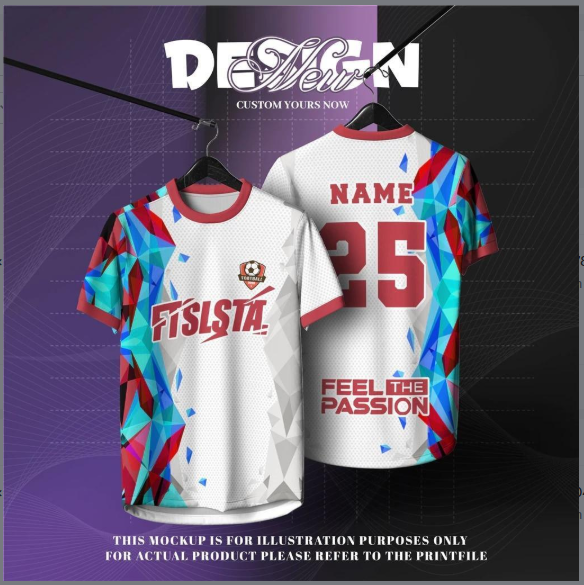 DESIGN
New
CUSTOM YOURS NOW
NAME
25
FOOTBALL
FTSLSTA
FEEL THE
PASSION
THIS MOCKUP IS FOR ILLUSTRATION PURPOSES ONLY
FOR ACTUAL PRODUCT PLEASE REFER TO THE PRINTFILE